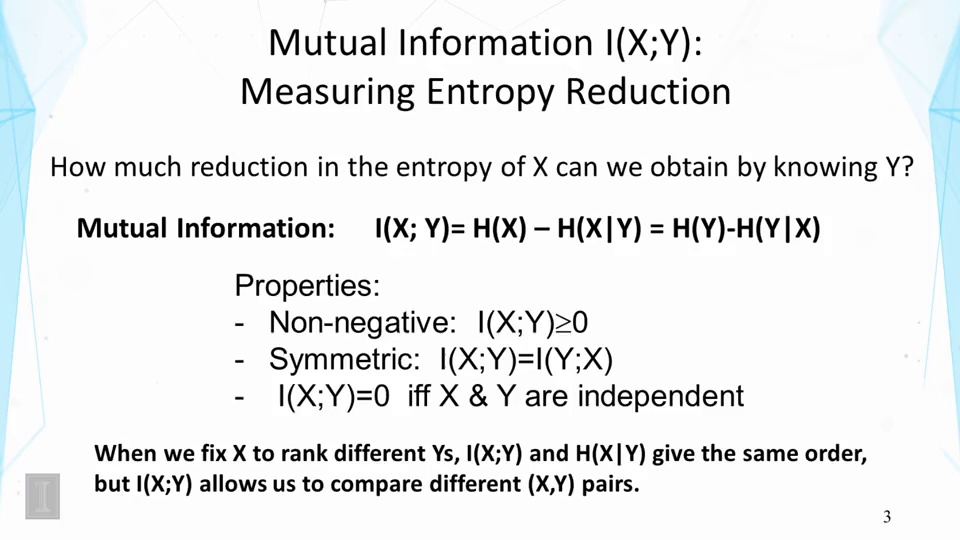 Mutual Information I(X;Y):
Measuring Entropy Reduction
How much reduction in the entropy of X can we obtain by knowing Y?
Mutual Information: I(X; Y)= H(X) – H(X|Y) = H(Y)-H(Y|X)
Properties:
- Non-negative: I(X;Y)≥0
- Symmetric: I(X;Y)=I(Y;X)
- I(X;Y)=0 iff X & Y are independent
When we fix X to rank different Ys, I(X;Y) and H(X|Y) give the same order,
but I(X;Y) allows us to compare different (X,Y) pairs.
I
3